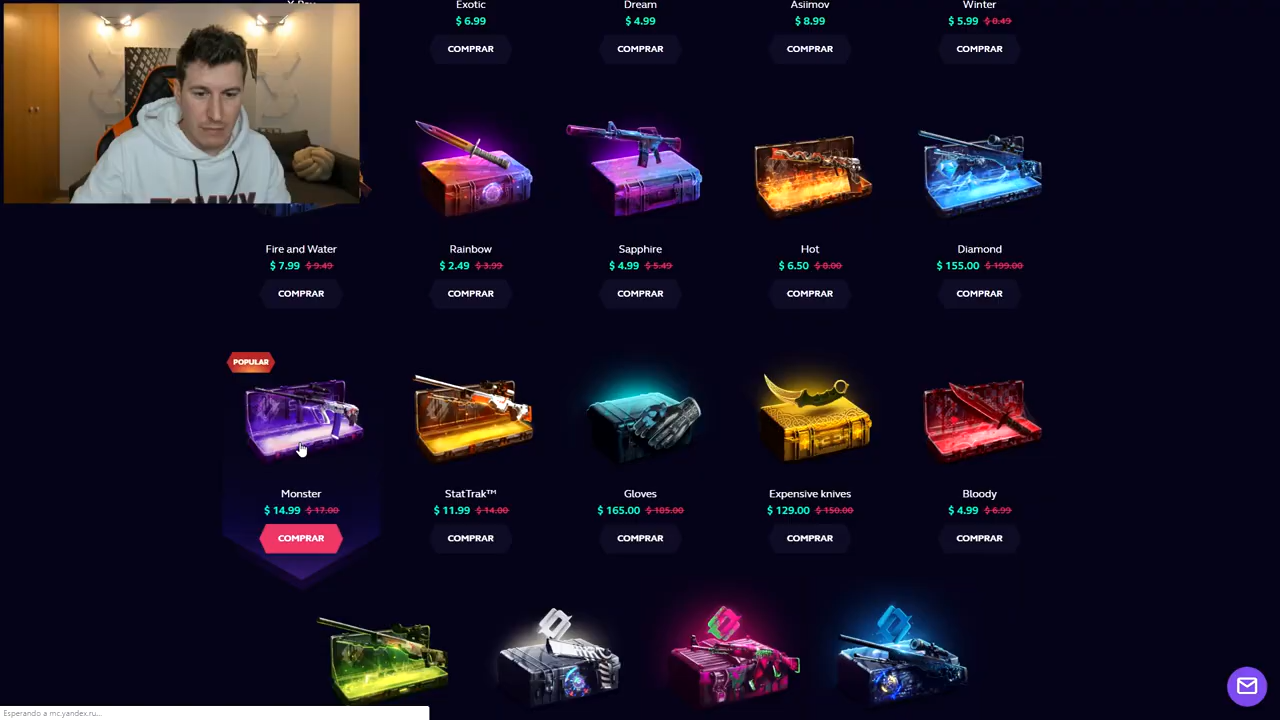 Exotic
Dream
Asiimov
Winter
$ 6.99
$ 4.99
$ 8.99
$ 5.99 $ 8.49
COMPRAR
COMPRAR
COMPRAR
COMPRAR
Fire and Water
Rainbow
Sapphire
Hot
Diamond
$ 7.99 $ 9.49
$ 2.49 $ 3.99
$ 4.99 $ 5.49
$ 6.50 $ 8.00
$ 155.00 $ 199.00
COMPRAR
COMPRAR
COMPRAR
COMPRAR
COMPRAR
POPULAR
Monster
StatTrak™
Gloves
Expensive knives
Bloody
$ 14.99 $ 17.00
$ 11.99 $ 14.00
$ 165.00 $ 185.00
$ 129.00 $ 150.00
$ 4.99 $ 6.99
COMPRAR
COMPRAR
COMPRAR
COMPRAR
COMPRAR
Esperando a mc.yandex.ru...